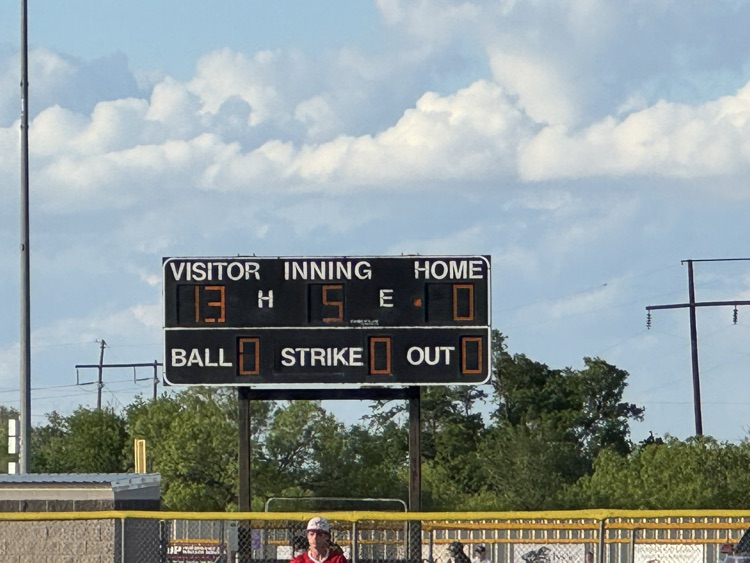 VISITOR INNING HOME
13 H 5 E 0
BALL 0 STRIKE 0 OUT 0